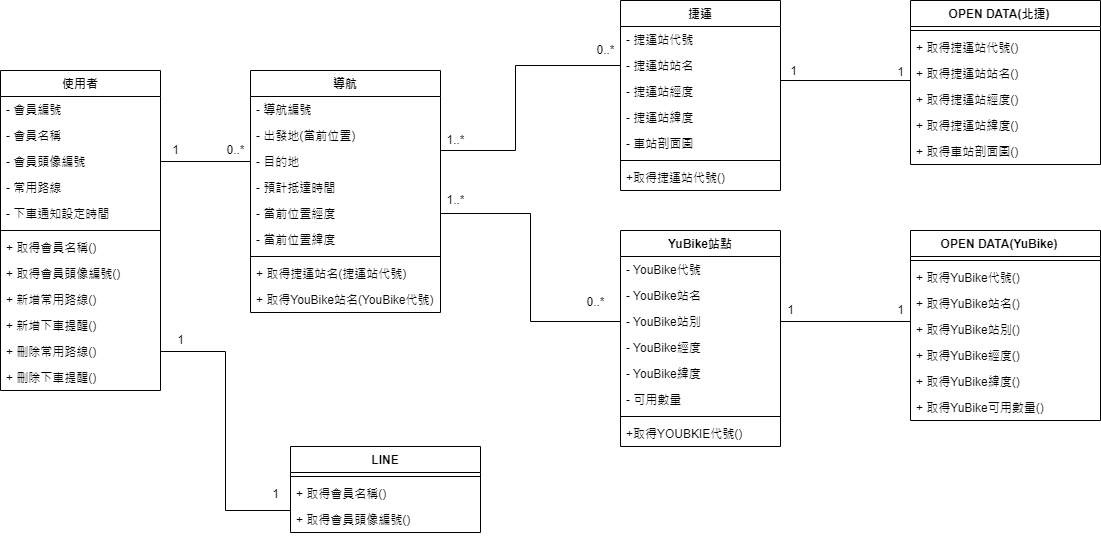 使用者
- 會員編號
- 會員名稱
- 會員頭像編號
- 常用路線
- 下車通知設定時間
+ 取得會員名稱()
+ 取得會員頭像編號()
+ 新增常用路線()
+ 新增下車提醒()
+ 刪除常用路線()
+ 刪除下車提醒()
1
0..*
導航
- 導航編號
- 出發地(當前位置)
- 目的地
- 預計抵達時間
- 當前位置經度
- 當前位置緯度
+ 取得捷運站名(捷運站代號)
+ 取得YouBike站名(YouBike代號)
1..*
0..*
1..*
0..*
捷運
- 捷運站代號
- 捷運站站名
- 捷運站經度
- 捷運站緯度
- 車站剖面圖
+取得捷運站代號()
1
1
OPEN DATA(北捷)
+ 取得捷運站代號()
+ 取得捷運站站名()
+ 取得捷運站經度()
+ 取得捷運站緯度()
+ 取得車站剖面圖()
YuBike站點
- YouBike代號
- YouBike站名
- YouBike站別
- YouBike經度
- YouBike緯度
- 可用數量
+取得YOUBKIE代號()
1
1
OPEN DATA(YuBike)
+ 取得YuBike代號()
+ 取得YuBike站名()
+ 取得YuBike站別()
+ 取得YuBike經度()
+ 取得YuBike緯度()
+ 取得YuBike可用數量()
1
1
LINE
+ 取得會員名稱()
+ 取得會員頭像編號()